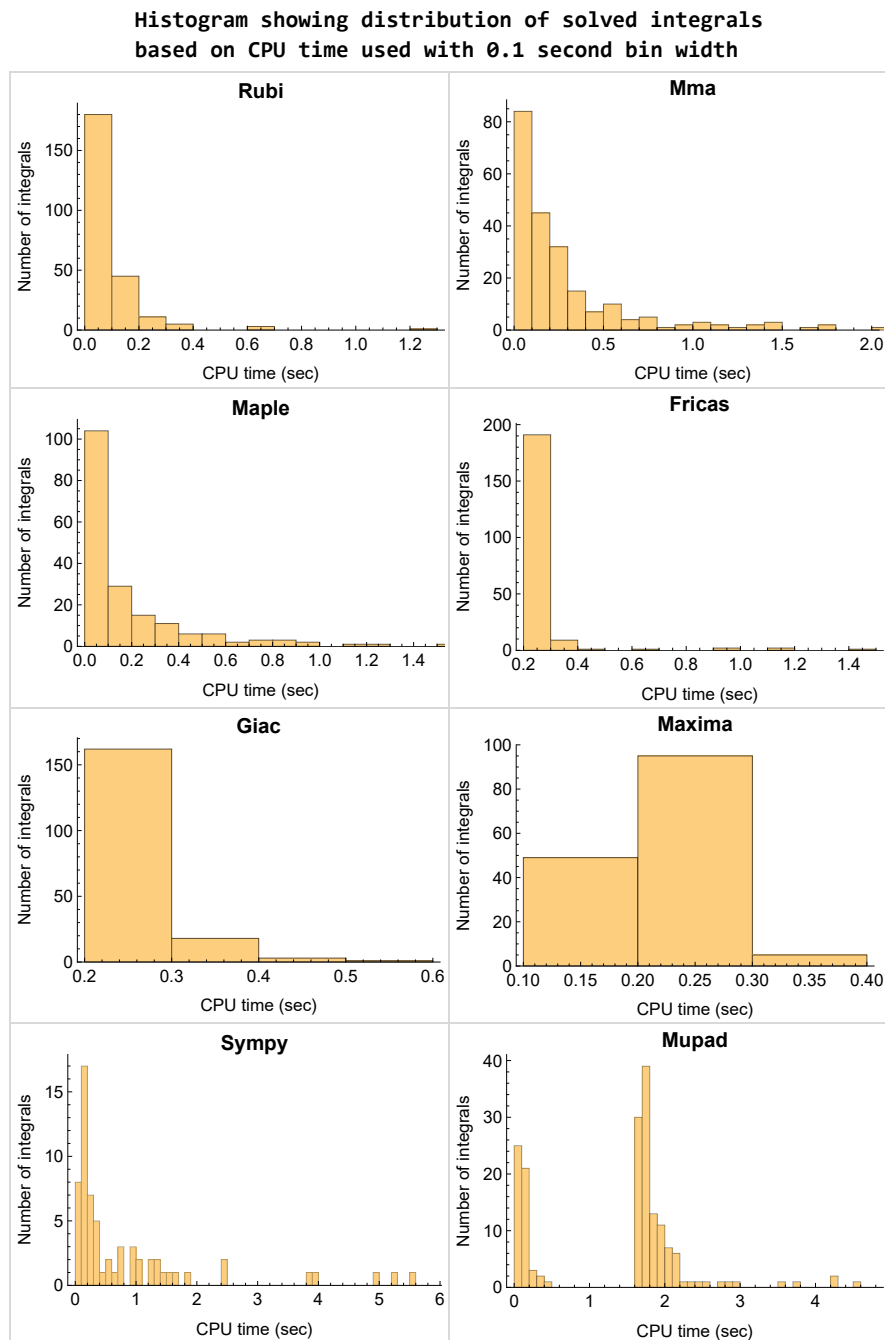 Histogram showing distribution of solved integrals
based on CPU time used with 0.1 second bin width
Rubi
Number of integrals
150
100
50
0
0.0 0.2 0.4 0.6 0.8 1.0 1.2
CPU time (sec)
Mma
Number of integrals
80
60
40
20
0
0.0 0.5 1.0 1.5 2.0
CPU time (sec)
Maple
Number of integrals
100
80
60
40
20
0
0.0 0.2 0.4 0.6 0.8 1.0 1.2 1.4
CPU time (sec)
Fricas
Number of integrals
200
150
100
50
0
0.2 0.4 0.6 0.8 1.0 1.2 1.4
CPU time (sec)
Giac
Number of integrals
150
100
50
0
0.2 0.3 0.4 0.5 0.6
CPU time (sec)
Maxima
Number of integrals
100
80
60
40
20
0
0.10 0.15 0.20 0.25 0.30 0.35 0.40
CPU time (sec)
Sympy
Number of integrals
15
10
5
0
0 1 2 3 4 5 6
CPU time (sec)
Mupad
Number of integrals
40
30
20
10
0
0 1 2 3 4
CPU time (sec)